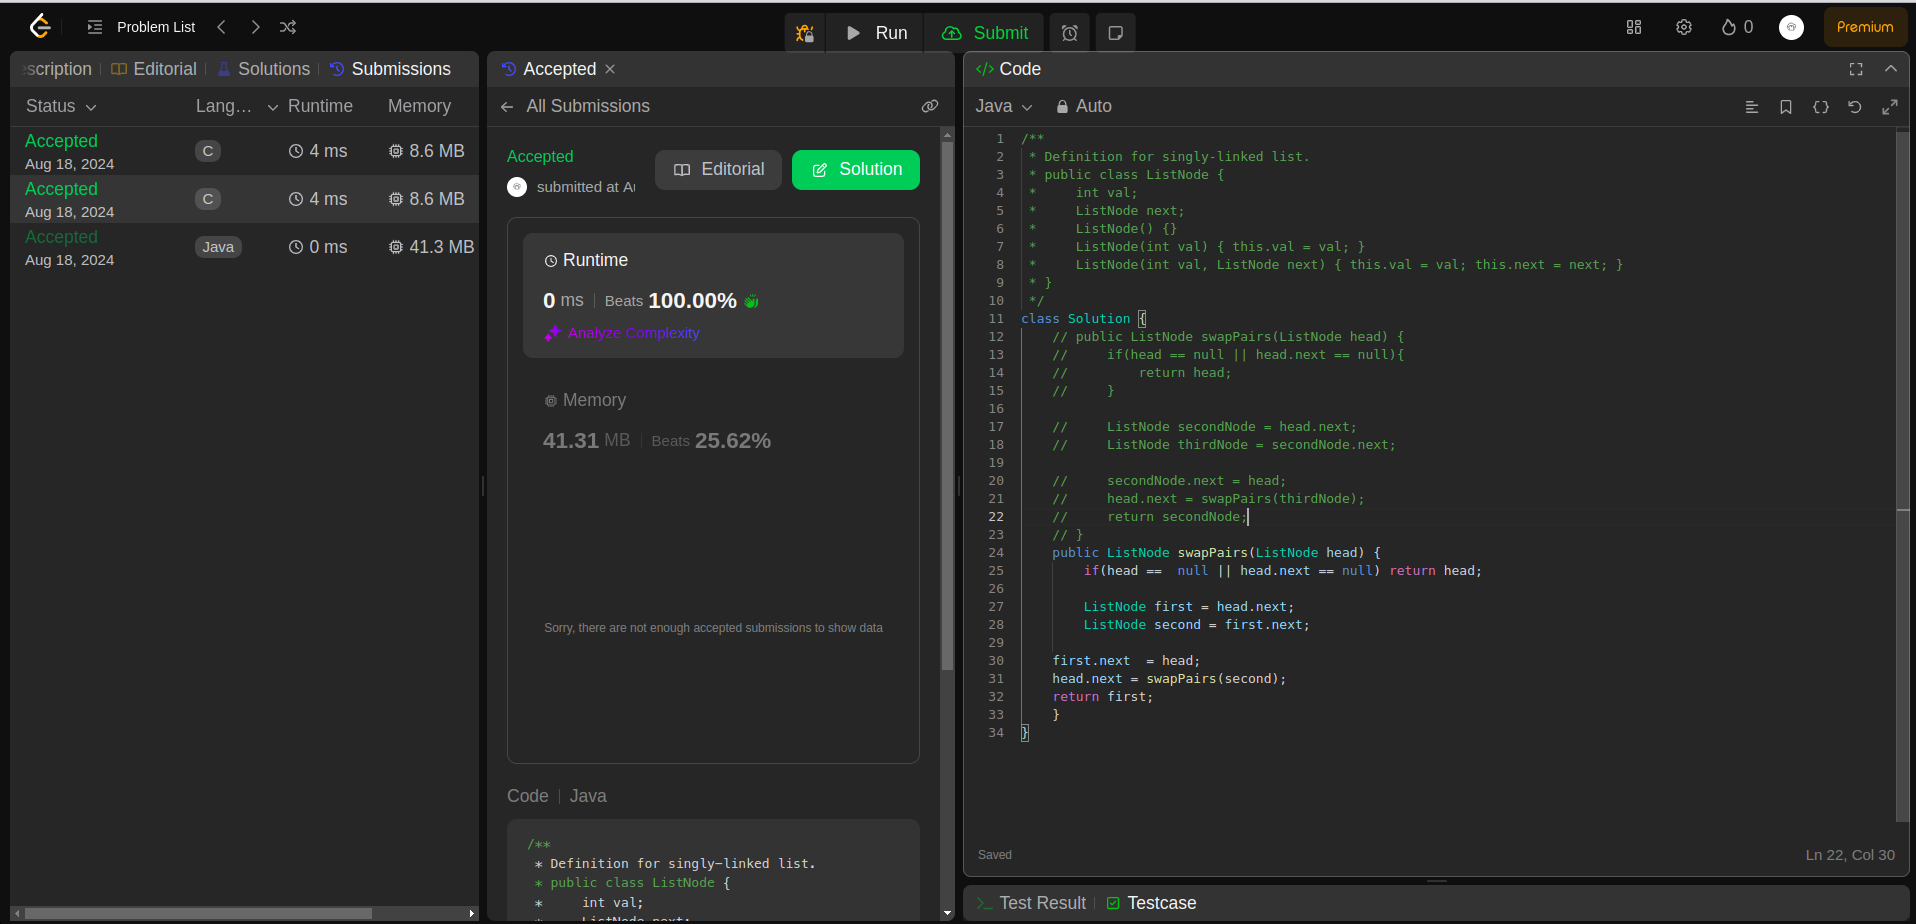 Problem List
Run
Submit
0
Premium
scription
Editorial
Solutions
Submissions
Status
Lang...
Runtime
Memory
Accepted
Aug 18, 2024
C
4 ms
8.6 MB
Accepted
Aug 18, 2024
C
4 ms
8.6 MB
Accepted
Aug 18, 2024
Java
0 ms
41.3 MB
Accepted
All Submissions
Accepted
submitted at
Editorial
Solution
Runtime
0 ms
Beats 100.00%
Analyze Complexity
Memory
41.31 MB
Beats 25.62%
Sorry, there are not enough accepted submissions to show data
Code
Java
/**
 * Definition for singly-linked list.
 * public class ListNode {
 *     int val;
 *     ListNode next;
</> Code
Java
Auto
1 /**
2  * Definition for singly-linked list.
3  * public class ListNode {
4  *     int val;
5  *     ListNode next;
6  *     ListNode() {}
7  *     ListNode(int val) { this.val = val; }
8  *     ListNode(int val, ListNode next) { this.val = val; this.next = next; }
9  * }
10  */
11 class Solution {
12     // public ListNode swapPairs(ListNode head) {
13     //     if(head == null || head.next == null){
14     //         return head;
15     //     }
16
17     //     ListNode secondNode = head.next;
18     //     ListNode thirdNode = secondNode.next;
19
20     //     secondNode.next = head;
21     //     head.next = swapPairs(thirdNode);
22     //     return secondNode;
23     // }
24     public ListNode swapPairs(ListNode head) {
25         if(head ==  null || head.next == null) return head;
26
27         ListNode first = head.next;
28         ListNode second = first.next;
29
30     first.next  = head;
31     head.next = swapPairs(second);
32     return first;
33     }
34 }
Saved
Ln 22, Col 30
Test Result
Testcase